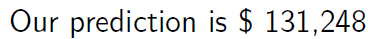 Our prediction is $ 131,248